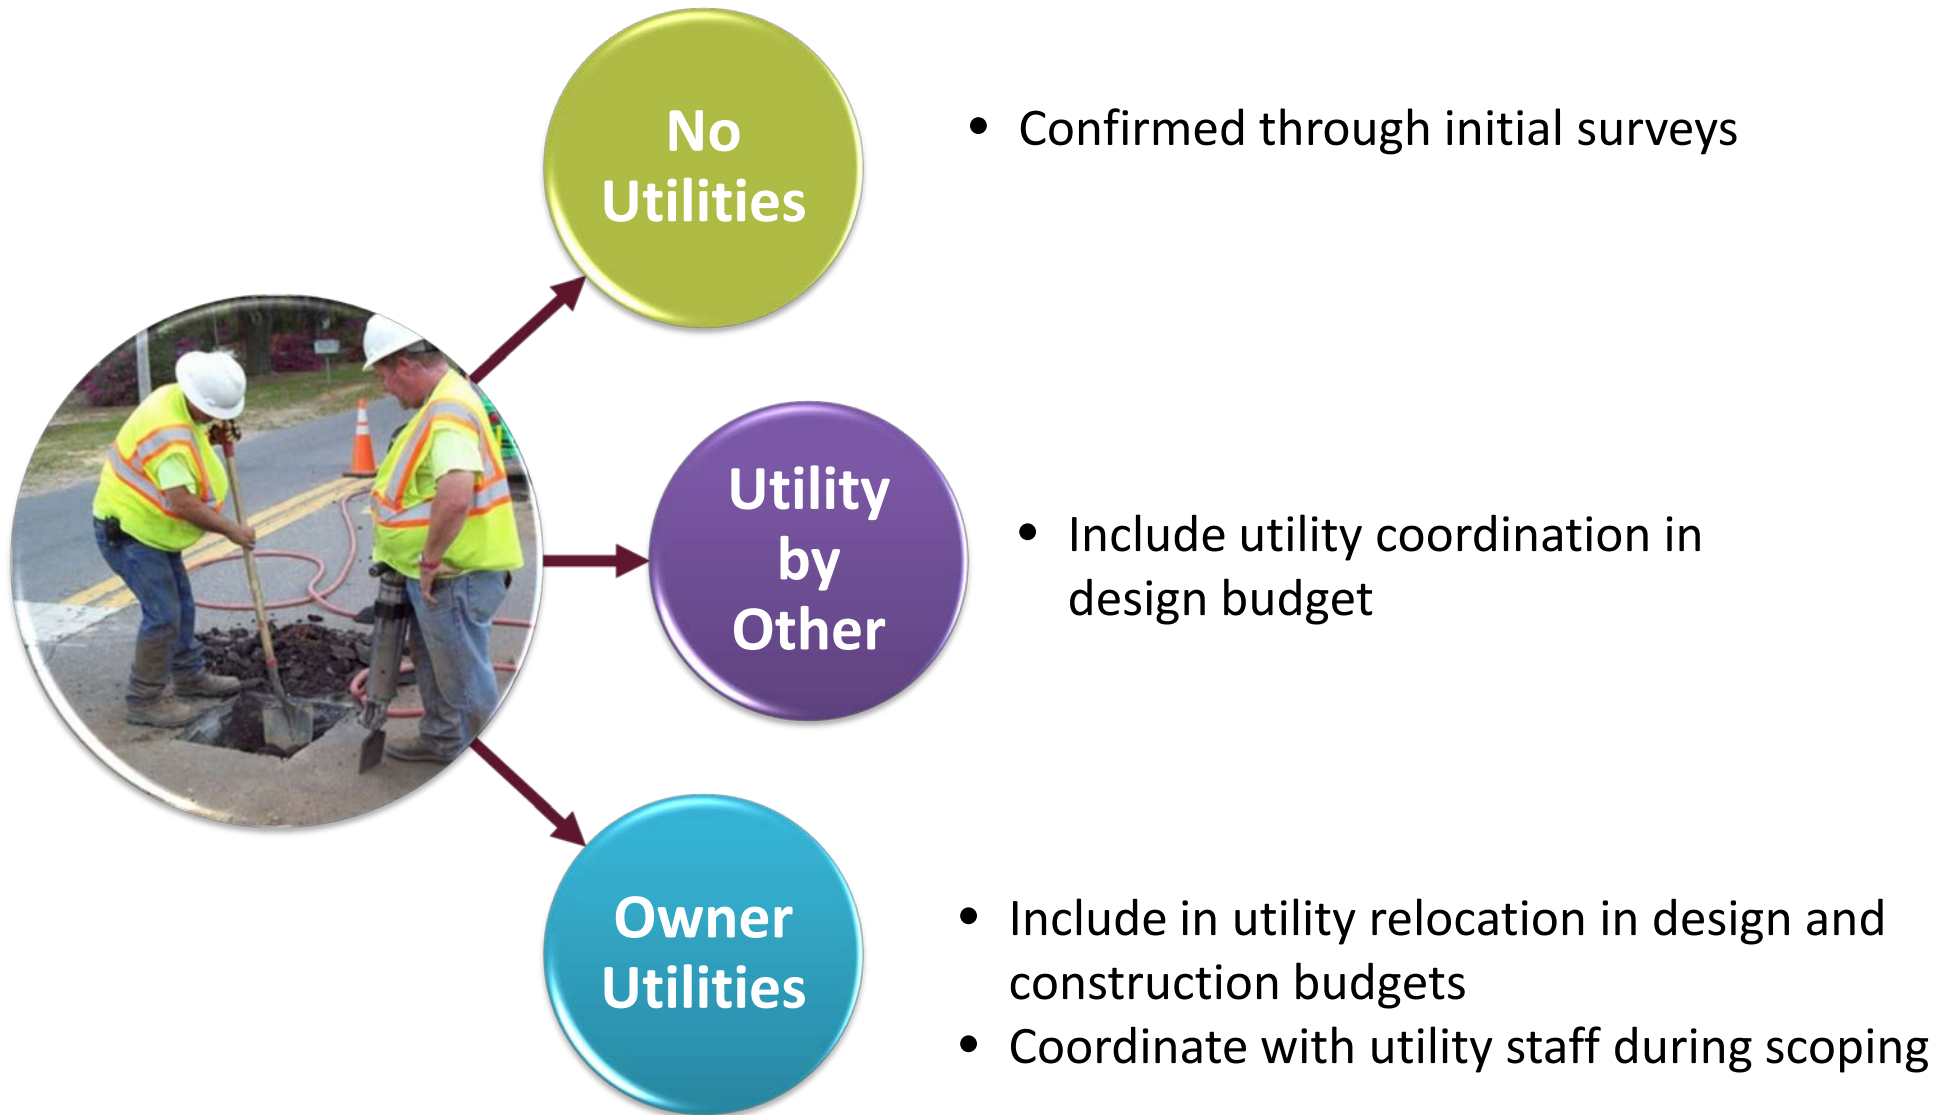 No
Utilities
• Confirmed through initial surveys
Utility
by
Other
• Include utility coordination in
design budget
Owner
Utilities
• Include in utility relocation in design and
construction budgets
• Coordinate with utility staff during scoping